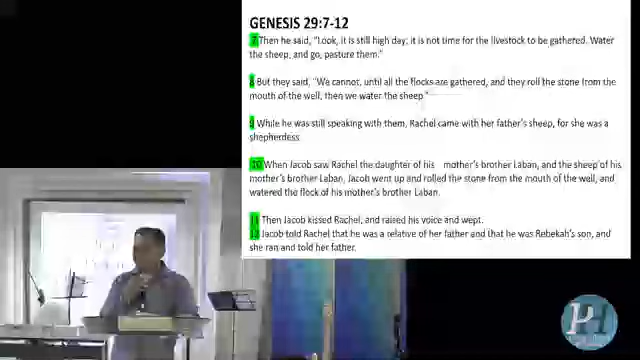 GENESIS 29:7-12
7 Then he said, "Look, it is still high day; it is not time for the livestock to be gathered. Water
the sheep, and go, pasture them."
8 But they said, "We cannot, until all the flocks are gathered, and they roll the stone from the
mouth of the well; then we water the sheep"
9 While he was still speaking with them, Rachel came with her father's sheep, for she was a
shepherdess
10 When Jacob saw Rachel the daughter of his mother's brother Laban, and the sheep of his
mother's brother Laban, Jacob went up and rolled the stone from the mouth of the well, and
watered the flock of his mother's brother Laban.
11 Then Jacob kissed Rachel, and raised his voice and wept.
12 Jacob told Rachel that he was a relative of her father and that he was Rebekah's son, and
she ran and told her father.